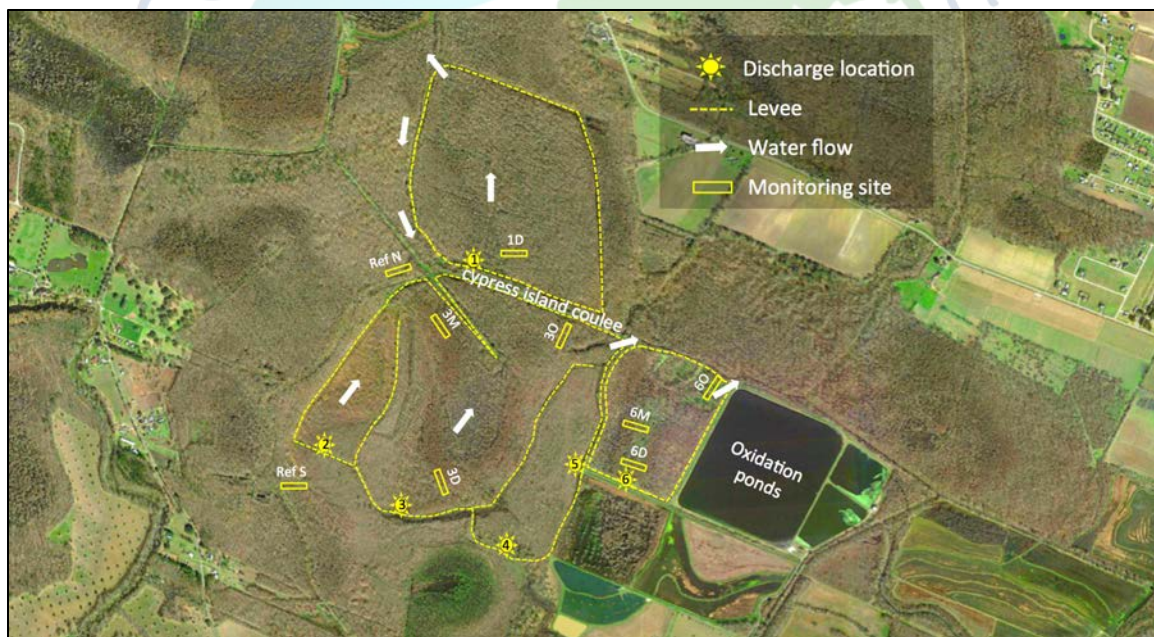 Discharge location
Levee
Water flow
Monitoring site
1
1D
Ref N
cypress island coulee
3M
3O
6O
6M
6D
Oxidation
ponds
5
6
2
Ref S
3D
3
4